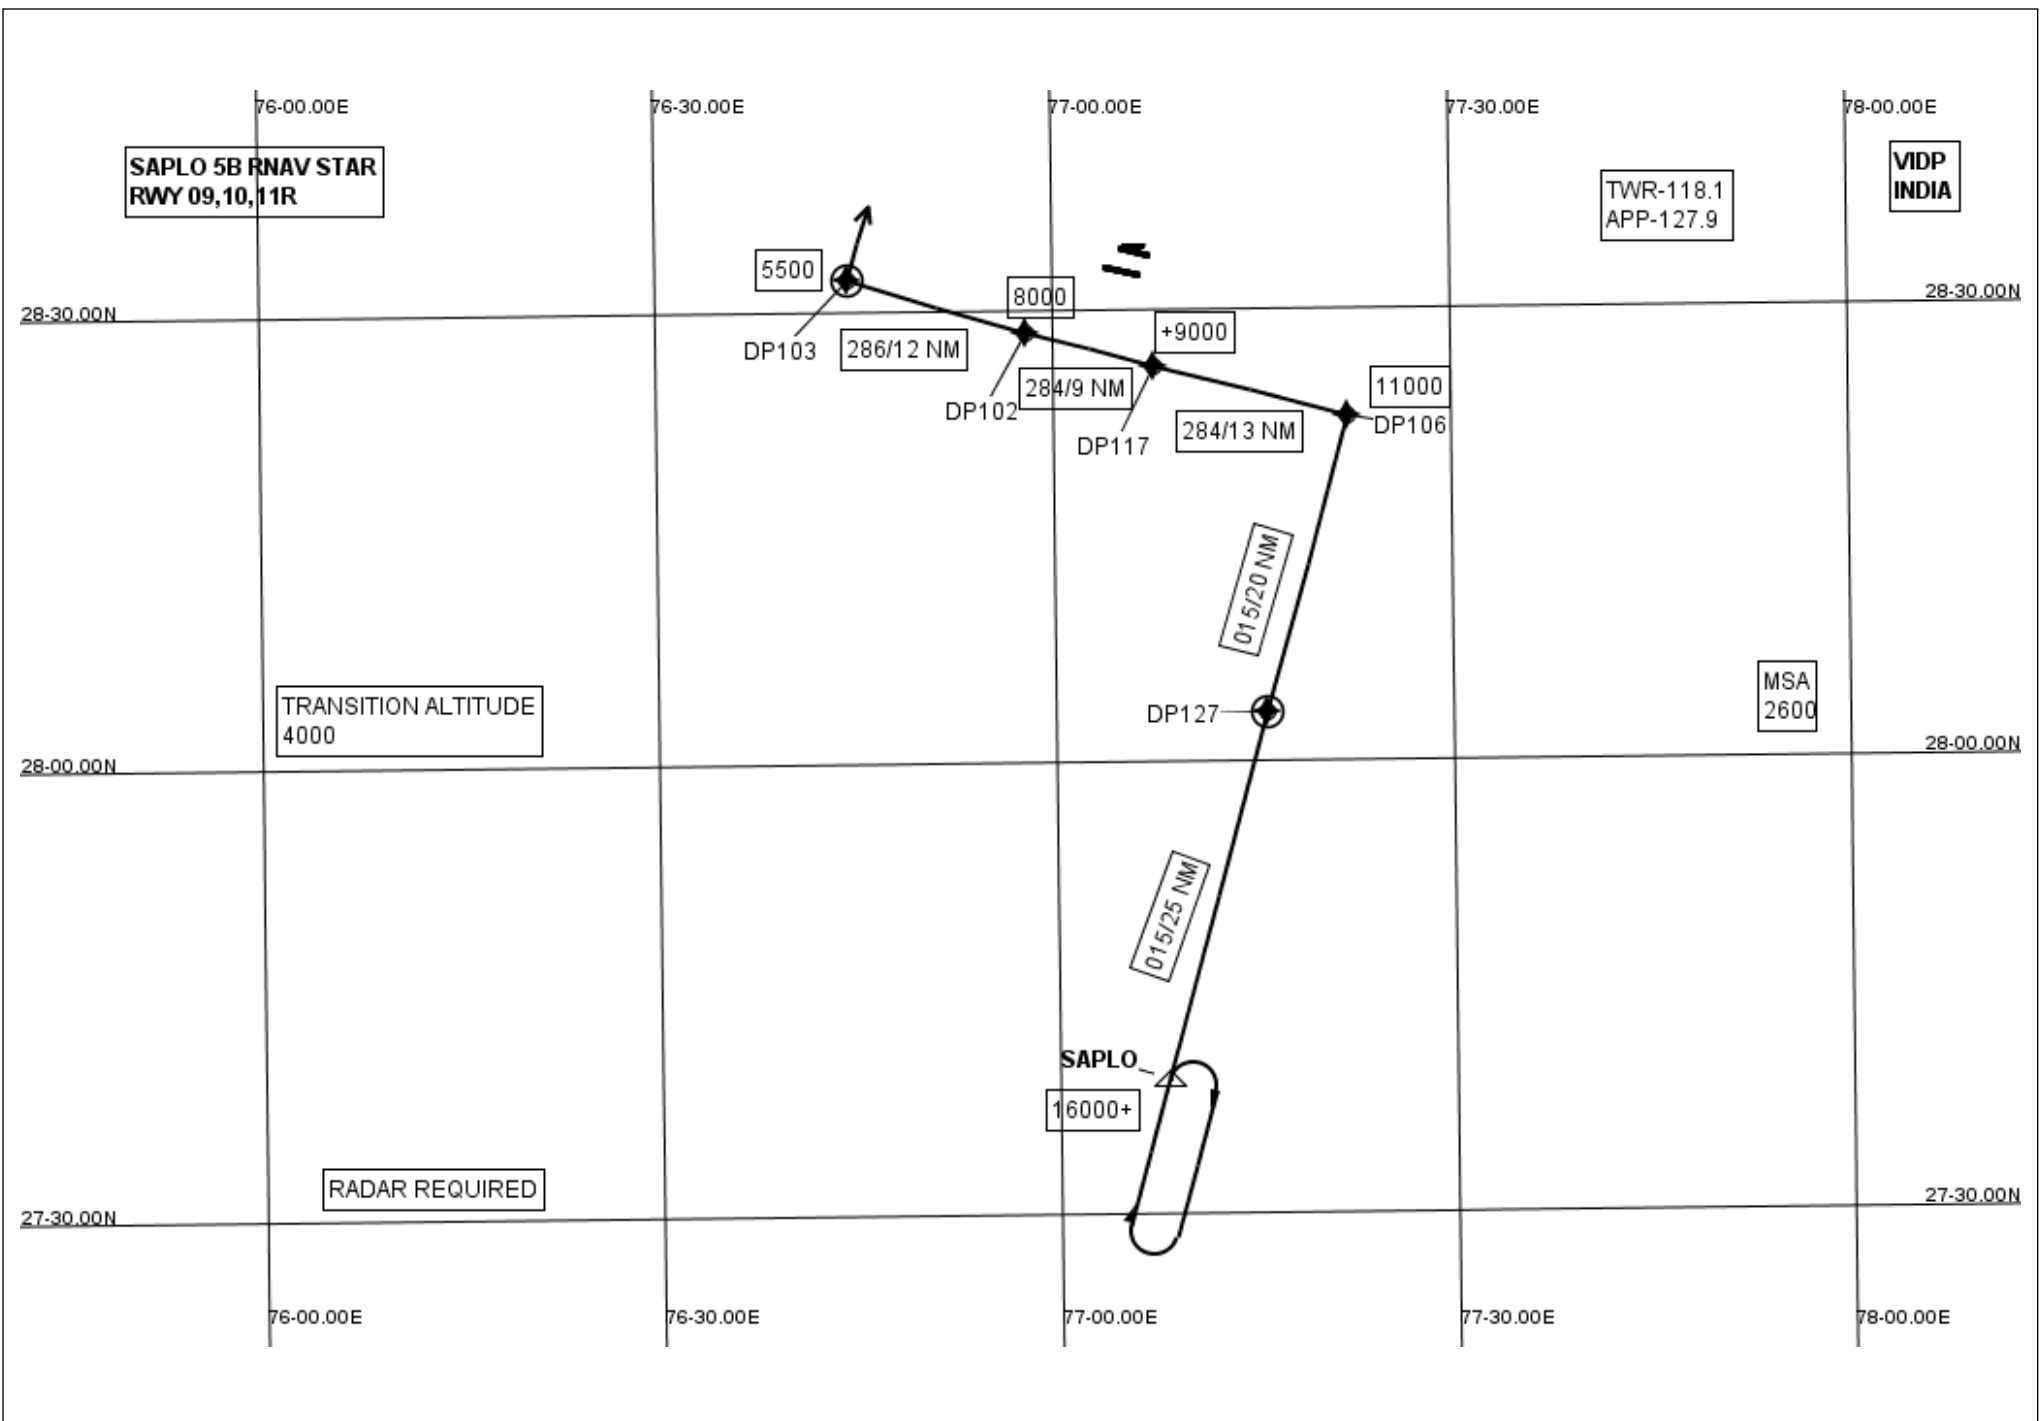 76-00.00E
76-30.00E
77-00.00E
77-30.00E
78-00.00E
SAPLO 5B RNAV STAR
RWY 09,10,11R
TWR-118.1
APP-127.9
VIDP
INDIA
5500
8000
28-30.00N
28-30.00N
+9000
DP103
286/12 NM
11000
284/9 NM
DP102
DP106
284/13 NM
DP117
015/20 NM
MSA
2600
TRANSITION ALTITUDE
4000
DP127
28-00.00N
28-00.00N
015/25 NM
SAPLO
16000+
RADAR REQUIRED
27-30.00N
27-30.00N
76-00.00E
76-30.00E
77-00.00E
77-30.00E
78-00.00E